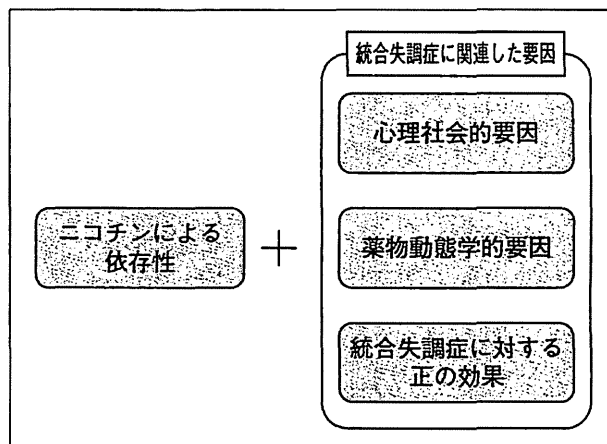 統合失調症に関連した要因
心理社会的要因
ニコチンによる
依存性
+
薬物動態学的要因
統合失調症に対する
正の効果